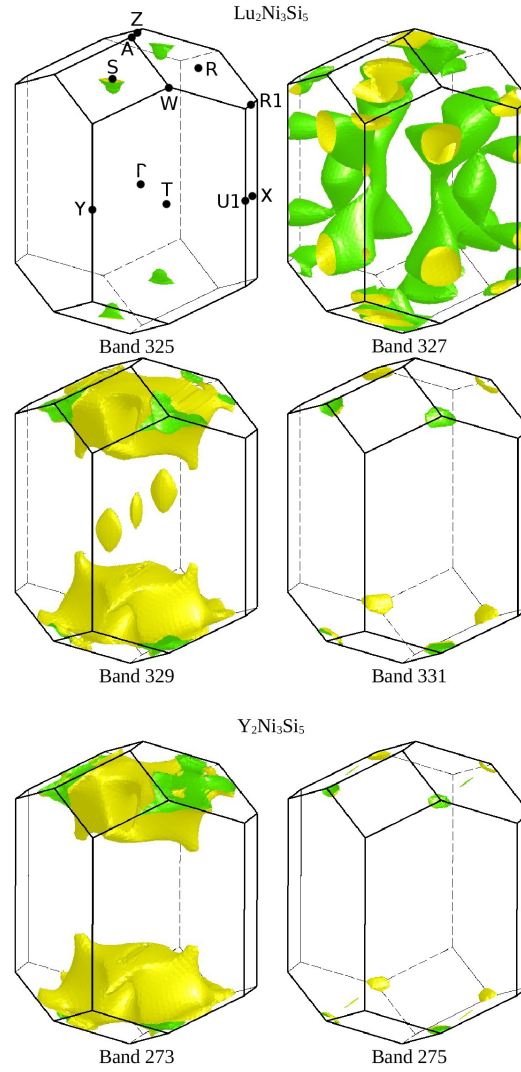 Lu₂Ni₃Si₅
Z
A
S
R
W
R1
Γ
T
Y
U1
X
Band 325
Band 327
Band 329
Band 331
Y₂Ni₃Si₅
Band 273
Band 275